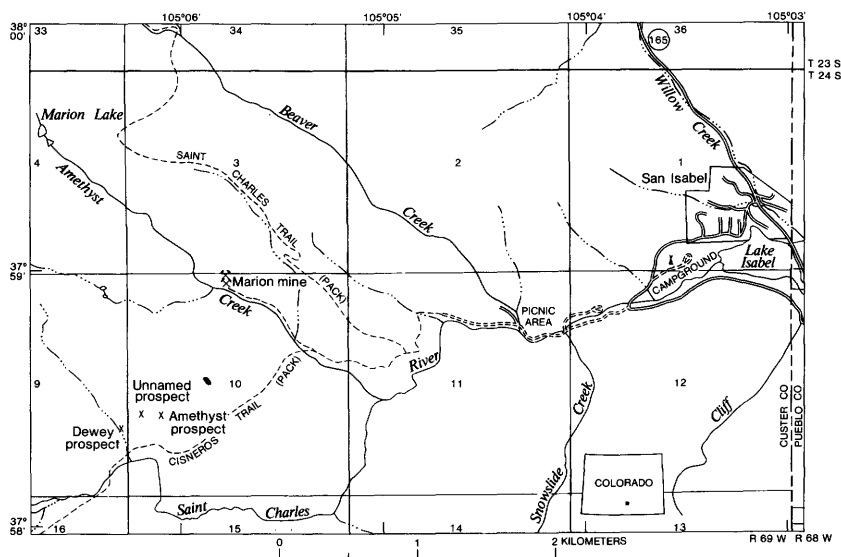 105°06' 105°05' 105°04' 105°03'
38° 00'
33 34 35 36
165
T 23 S
T 24 S
Willow Creek
Marion Lake
Beaver Creek
4 3 2 1
SAINT CHARLES TRAIL (PACK)
Amethyst Creek
San Isabel
Lake Isabel
CAMPGROUND
37° 59'
Marion mine
PICNIC AREA
River
9 10 11 12
Unnamed prospect
Amethyst prospect
Dewey prospect
CISNEROS TRAIL (PACK)
Snowslide Creek
Cliff
CUSTER CO
PUEBLO CO
COLORADO
Saint Charles
37° 58'
16 15 14 13
R 69 W R 68 W
0 1 2 KILOMETERS